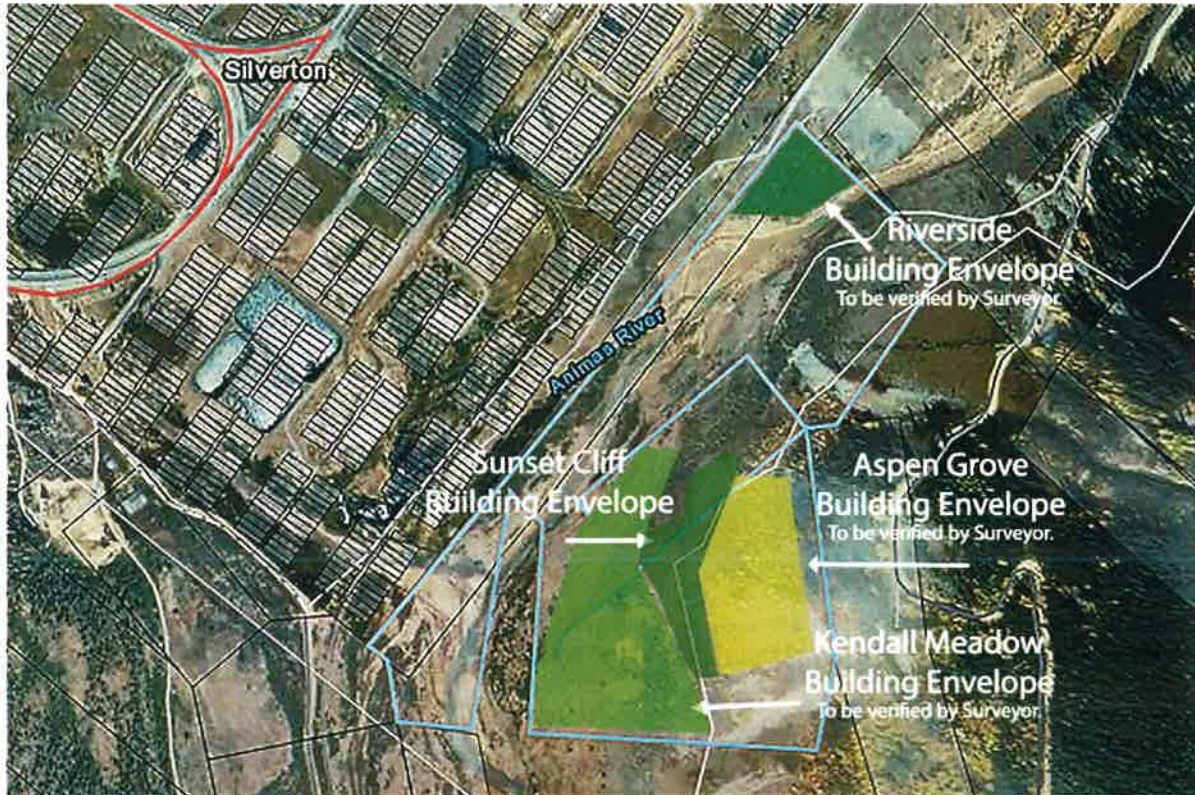 Silverton
Riverside
Building Envelope
To be verified by Surveyor.
Animas River
Sunset Cliff
Building Envelope
Aspen Grove
Building Envelope
To be verified by Surveyor.
Kendall Meadow
Building Envelope
To be verified by Surveyor.